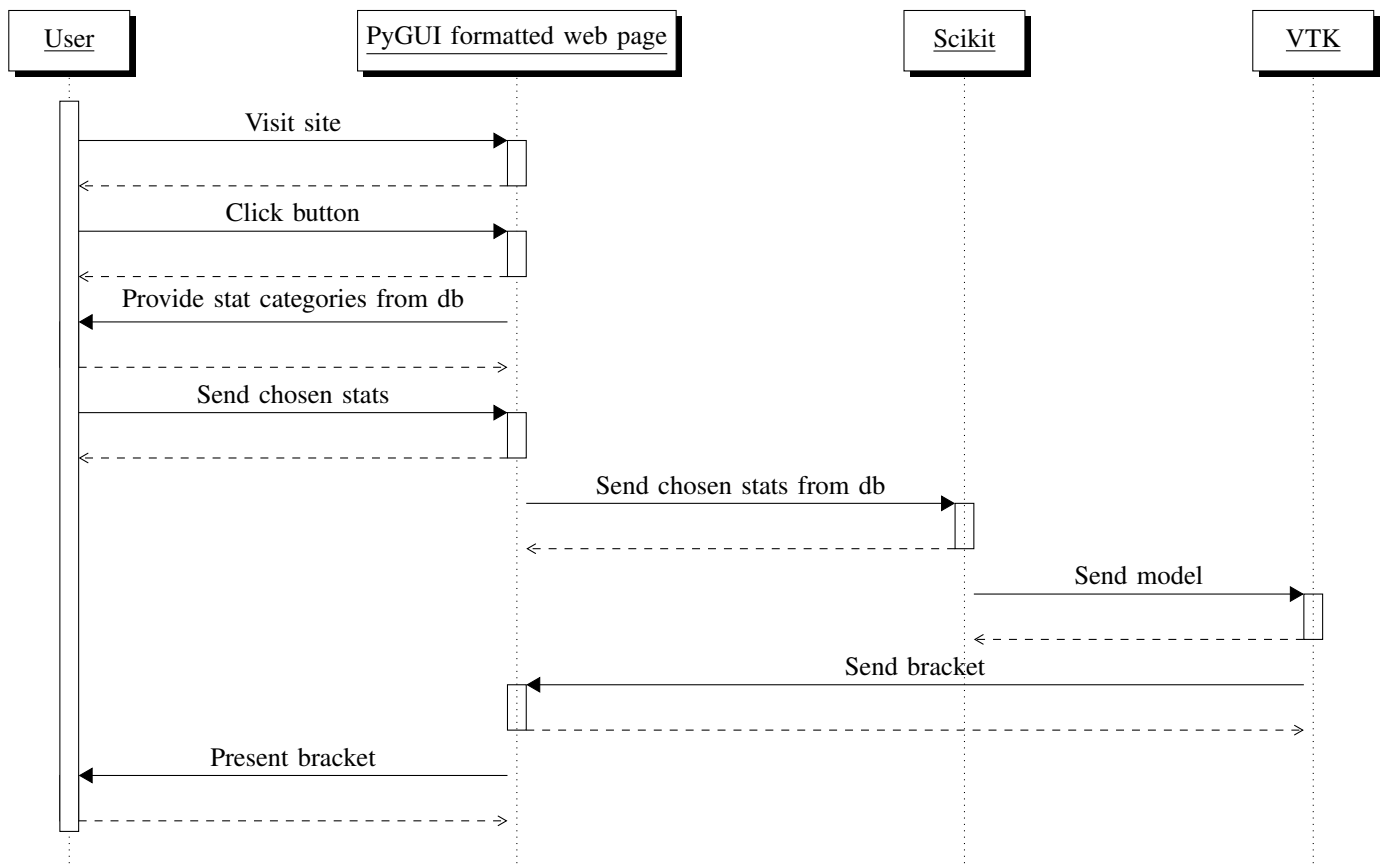 User
PyGUI formatted web page
Scikit
VTK
Visit site
Click button
Provide stat categories from db
Send chosen stats
Send chosen stats from db
Send model
Send bracket
Present bracket